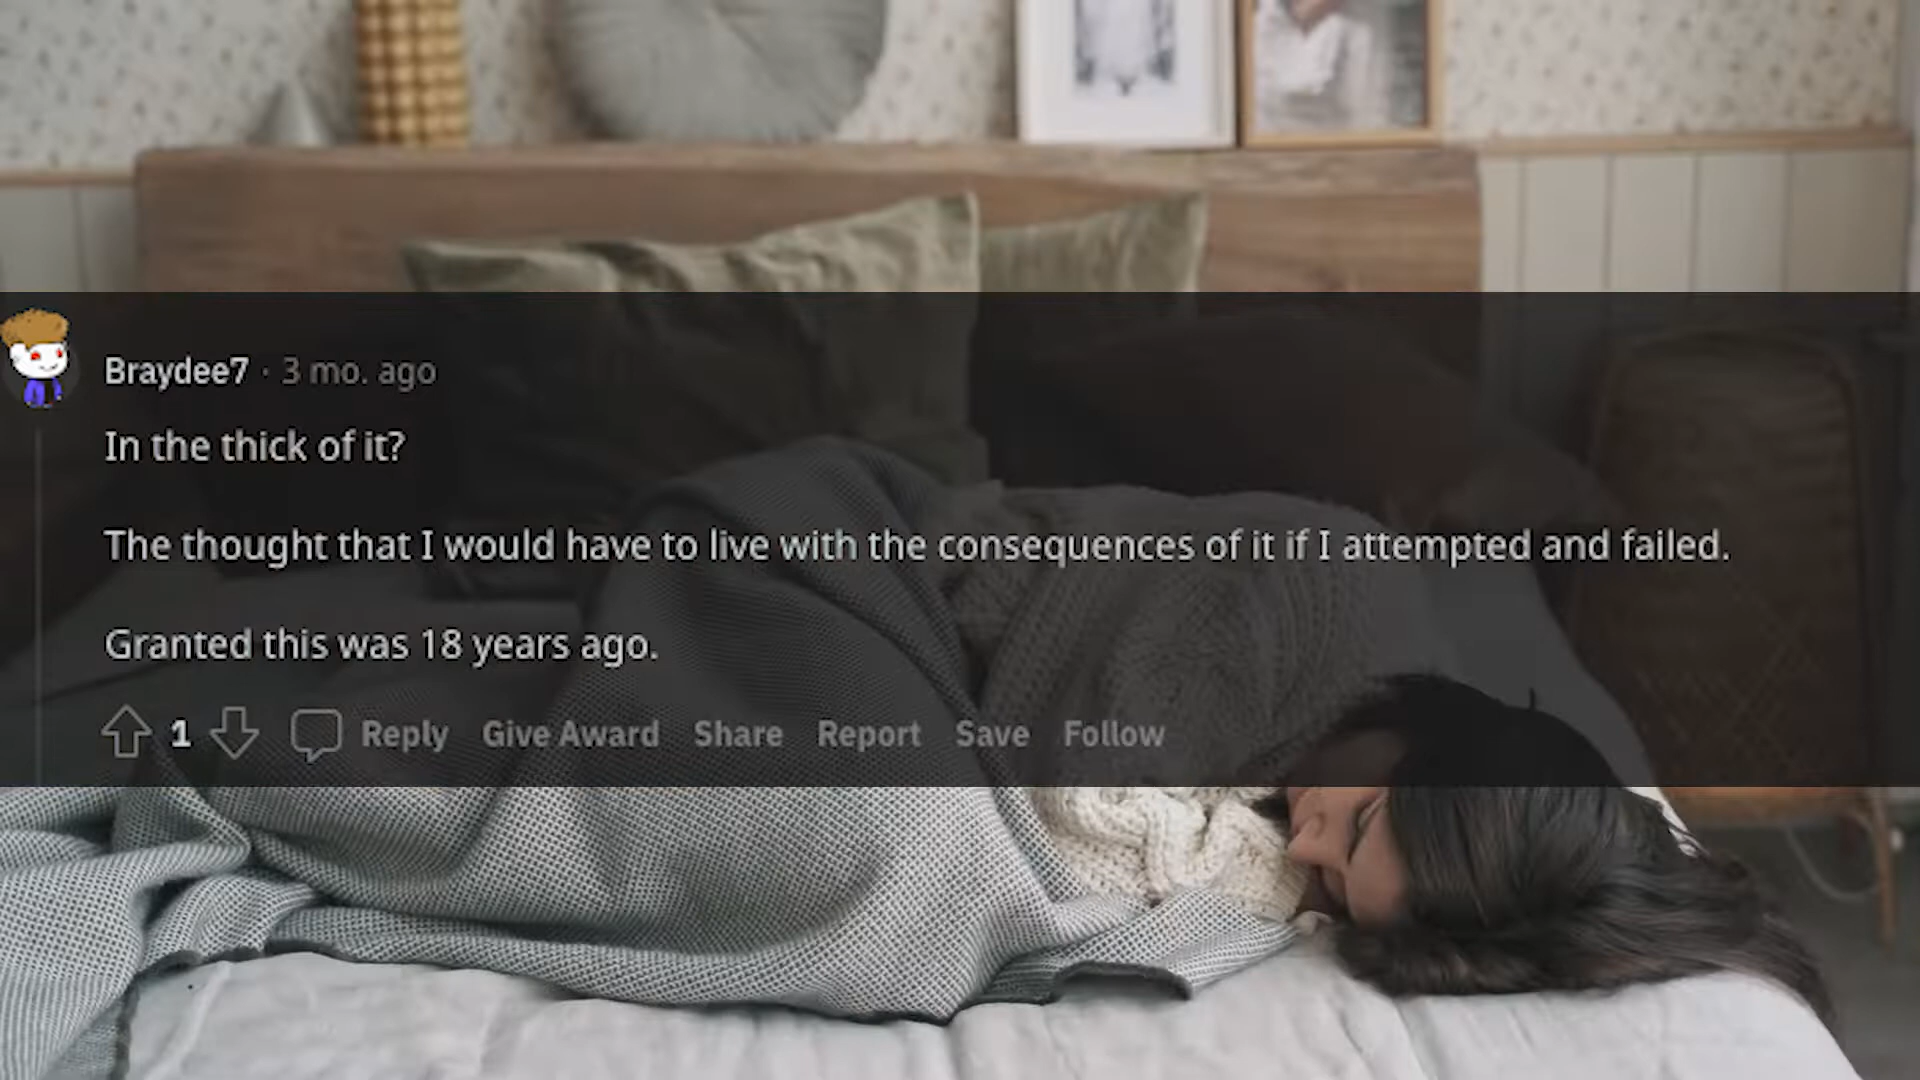 Braydee7 · 3 mo. ago
In the thick of it?
The thought that I would have to live with the consequences of it if I attempted and failed.
Granted this was 18 years ago.
1 Reply Give Award Share Report Save Follow